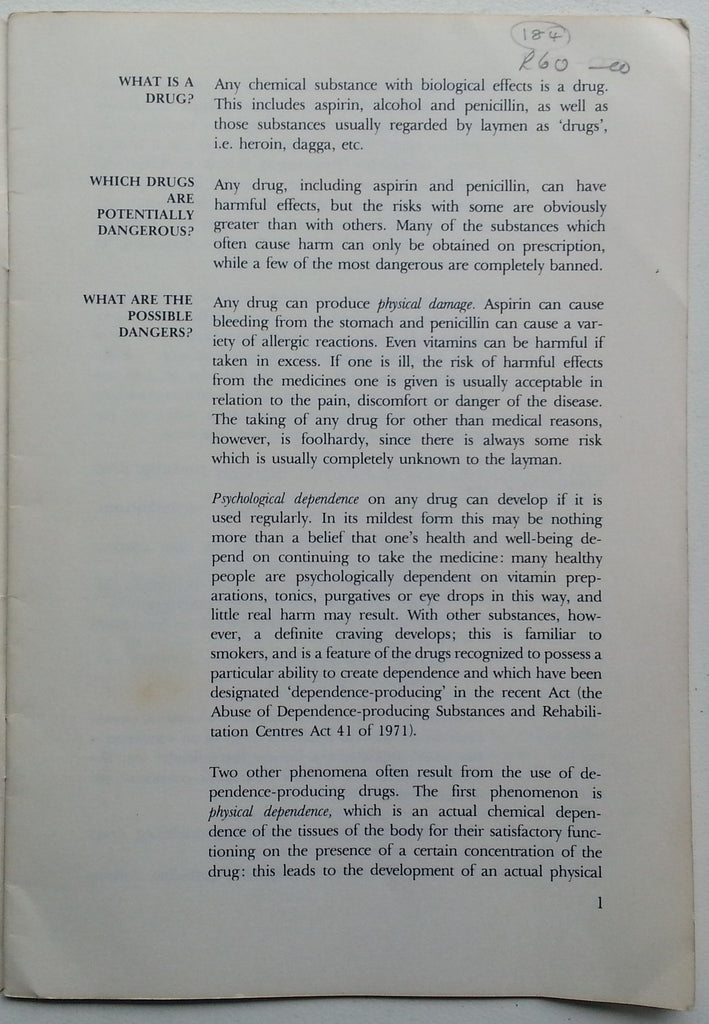 184
R60 —00
WHAT IS A
DRUG?
Any chemical substance with biological effects is a drug.
This includes aspirin, alcohol and penicillin, as well as
those substances usually regarded by laymen as 'drugs',
i.e. heroin, dagga, etc.
WHICH DRUGS
ARE
POTENTIALLY
DANGEROUS?
Any drug, including aspirin and penicillin, can have
harmful effects, but the risks with some are obviously
greater than with others. Many of the substances which
often cause harm can only be obtained on prescription,
while a few of the most dangerous are completely banned.
WHAT ARE THE
POSSIBLE
DANGERS?
Any drug can produce physical damage. Aspirin can cause
bleeding from the stomach and penicillin can cause a var-
iety of allergic reactions. Even vitamins can be harmful if
taken in excess. If one is ill, the risk of harmful effects
from the medicines one is given is usually acceptable in
relation to the pain, discomfort or danger of the disease.
The taking of any drug for other than medical reasons,
however, is foolhardy, since there is always some risk
which is usually completely unknown to the layman.
Psychological dependence on any drug can develop if it is
used regularly. In its mildest form this may be nothing
more than a belief that one's health and well-being de-
pend on continuing to take the medicine: many healthy
people are psychologically dependent on vitamin prep-
arations, tonics, purgatives or eye drops in this way, and
little real harm may result. With other substances, how-
ever, a definite craving develops; this is familiar to
smokers, and is a feature of the drugs recognized to possess a
particular ability to create dependence and which have been
designated 'dependence-producing' in the recent Act (the
Abuse of Dependence-producing Substances and Rehabili-
tation Centres Act 41 of 1971).
Two other phenomena often result from the use of de-
pendence-producing drugs. The first phenomenon is
physical dependence, which is an actual chemical depen-
dence of the tissues of the body for their satisfactory func-
tioning on the presence of a certain concentration of the
drug: this leads to the development of an actual physical
1